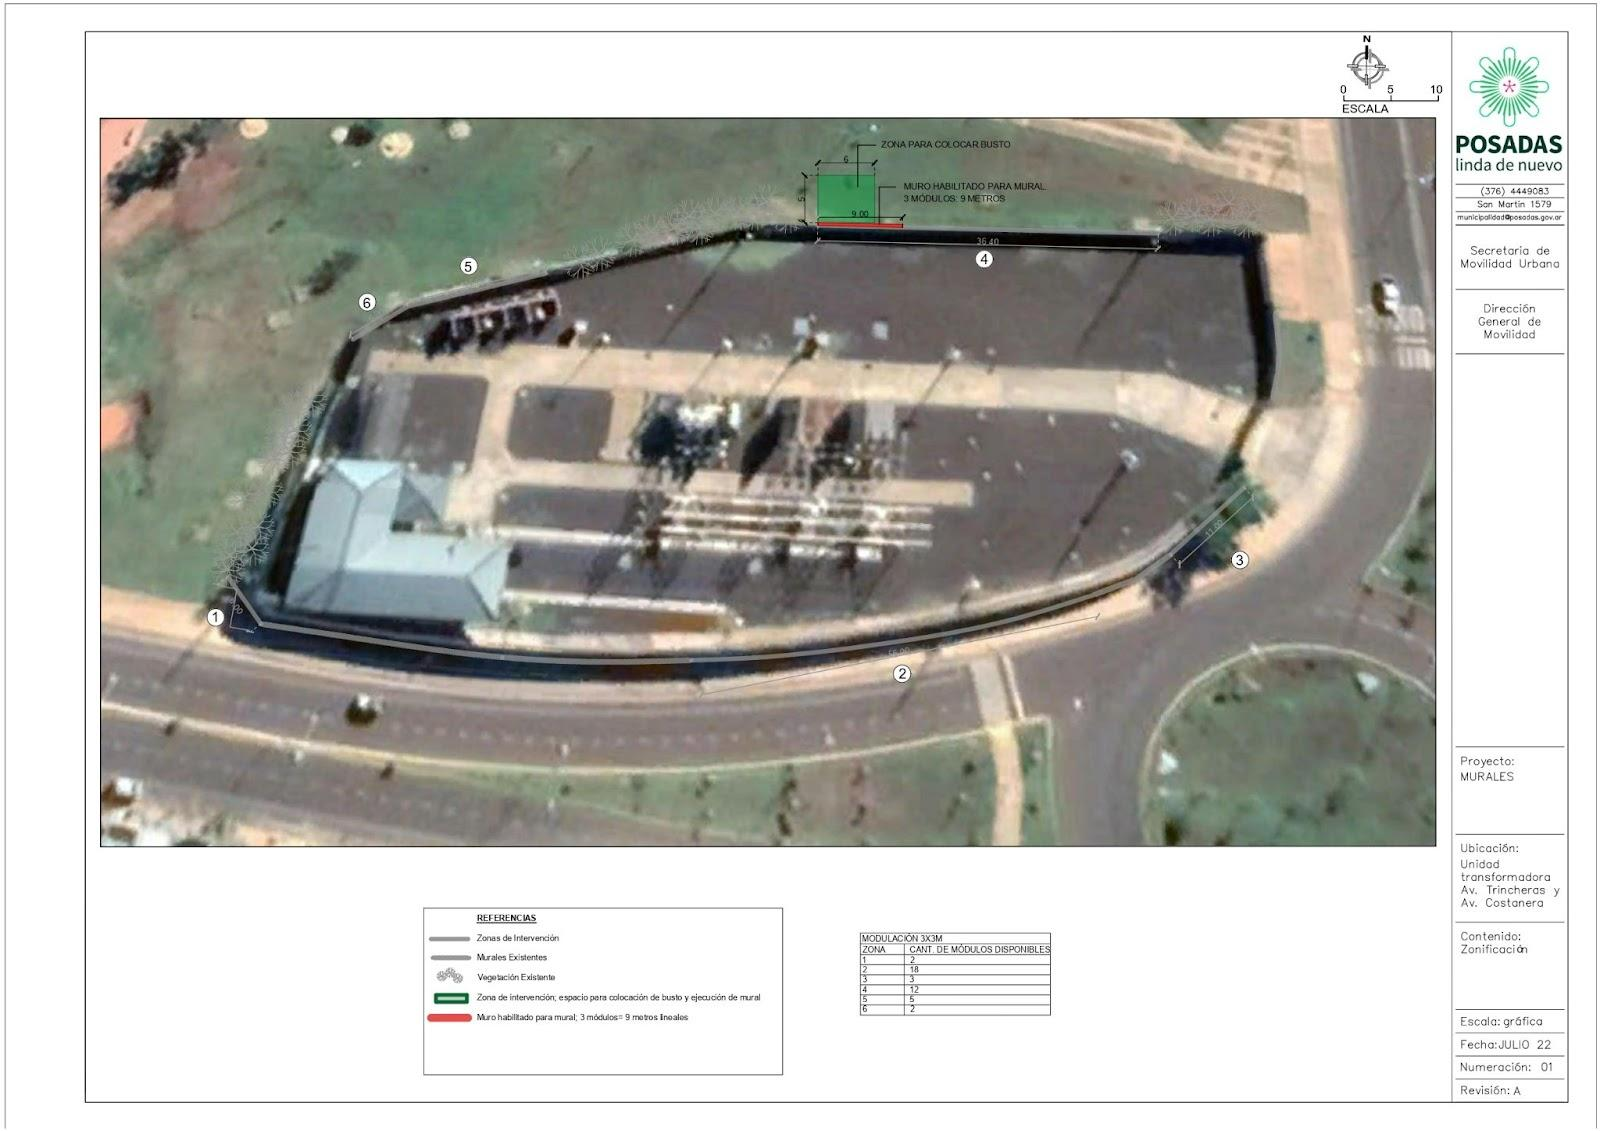 N
0 5 10
ESCALA
POSADAS
linda de nuevo
(376) 4449083
San Martin 1579
municipalidad@posadas.gov.ar
Secretaria de
Movilidad Urbana
Dirección
General de
Movilidad
ZONA PARA COLOCAR BUSTO
6
5
MURO HABILITADO PARA MURAL.
3 MÓDULOS: 9 METROS
9.00
36.40
4
5
6
11.00
3
1
56.00
2
Proyecto:
MURALES
Ubicación:
Unidad
transformadora
Av. Trincheras y
Av. Costanera
Contenido:
Zonificación
Escala: gráfica
Fecha:JULIO 22
Numeración: 01
Revisión: A
REFERENCIAS
Zonas de Intervención
Murales Existentes
Vegetación Existente
Zona de intervención; espacio para colocación de busto y ejecución de mural
Muro habilitado para mural; 3 módulos= 9 metros lineales
MODULACIÓN 3X3M
ZONA CANT. DE MÓDULOS DISPONIBLES
1 2
2 18
3 3
4 12
5 5
6 2